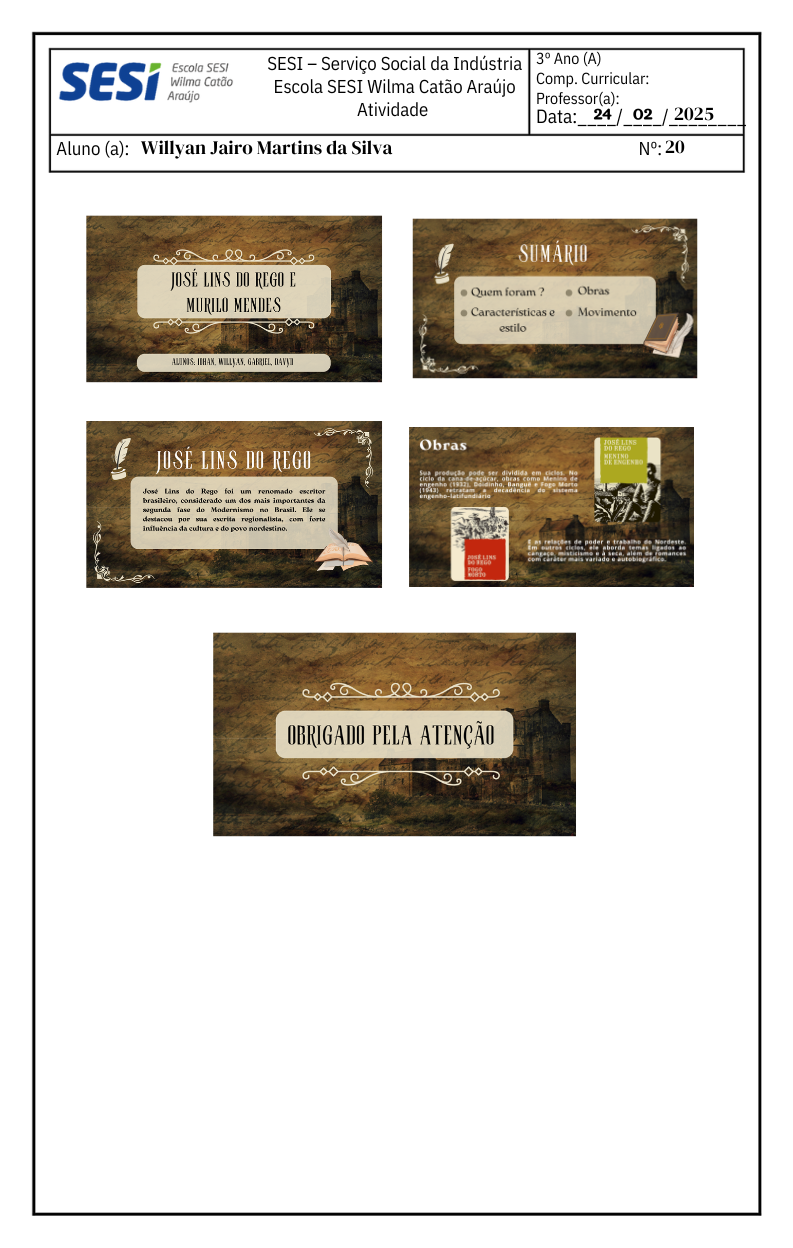 SESI
Escola SESI
Wilma Catão
Araújo
SESI – Serviço Social da Indústria
Escola SESI Wilma Catão Araújo
Atividade
3º Ano (A)
Comp. Curricular:
Professor(a):
Data:____24/____02/____2025____
Aluno (a): Willyan Jairo Martins da Silva
Nº: 20
JOSÉ LINS DO REGO E
MURILO MENDES
ALUNOS: IOHAN, WILLYAN, GABRIEL, DAVYD
SUMÁRIO
Quem foram ?
Características e
estilo
Obras
Movimento
JOSÉ LINS DO REGO
José Lins do Rego foi um renomado escritor
brasileiro, considerado um dos mais importantes da
segunda fase do Modernismo no Brasil. Ele se
destacou por sua escrita regionalista, com forte
influência da cultura e do povo nordestino.
Obras
Sua produção pode ser dividida em ciclos. No
ciclo da cana-de-açúcar, obras como Menino de
engenho (1932), Doidinho, Banguê e Fogo Morto
(1943) retratam a decadência do sistema
engenho-latifundiário
JOSÉ LINS
DO REGO
MENINO
DE ENGENHO
JOSÉ LINS
DO REGO
FOGO
MORTO
E as relações de poder e trabalho do Nordeste.
Em outros ciclos, ele aborda temas ligados ao
cangaço, misticismo e à seca, além de romances
com caráter mais variado e autobiográfico.
OBRIGADO PELA ATENÇÃO